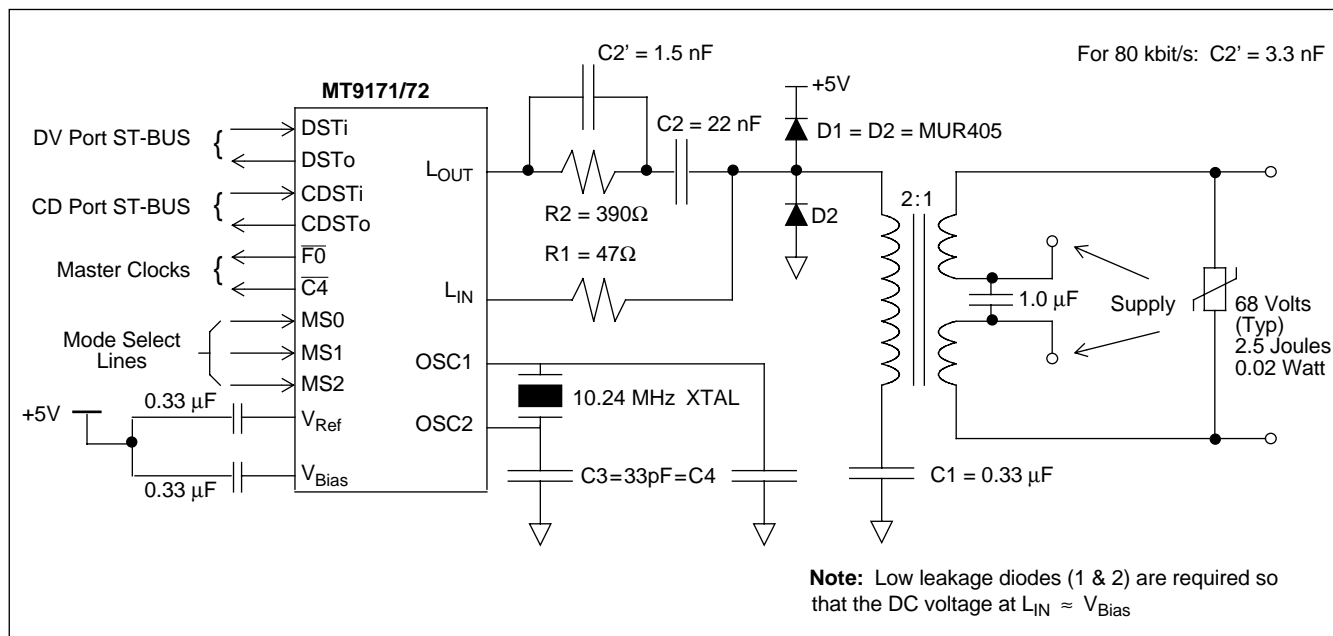 C2' = 1.5 nF
For 80 kbit/s: C2' = 3.3 nF
MT9171/72
+5V
DV Port ST-BUS {
DSTi
DSTo
C2 = 22 nF
D1 = D2 = MUR405
CD Port ST-BUS {
CDSTi
CDSTo
LOUT
R2 = 390Ω
D2
2:1
Master Clocks {
F0
C4
R1 = 47Ω
LIN
1.0 µF
Supply
68 Volts
(Typ)
2.5 Joules
0.02 Watt
Mode Select
Lines
MS0
MS1
MS2
OSC1
10.24 MHz XTAL
OSC2
+5V
0.33 µF
VRef
0.33 µF
VBias
C3=33pF=C4
C1 = 0.33 µF
Note: Low leakage diodes (1 & 2) are required so
that the DC voltage at LIN ≈ VBias